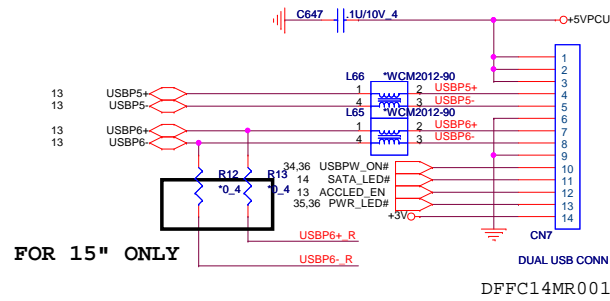 C647 .1U/10V_4
+5VPCU
L66 *WCM2012-90
13 USBP5+ 1 2 USBP5+
13 USBP5- 4 3 USBP5-
L65 *WCM2012-90
13 USBP6+ 1 2 USBP6+
13 USBP6- 4 3 USBP6-
1
2
3
4
5
6
7
8
9
10
11
12
13
14
R12 R13
*0_4 *0_4
34,36 USBPW_ON#
14 SATA_LED#
13 ACCLED_EN
35,36 PWR_LED#
+3V
CN7
USBP6+_R
FOR 15" ONLY
USBP6-_R
DUAL USB CONN
DFFC14MR001